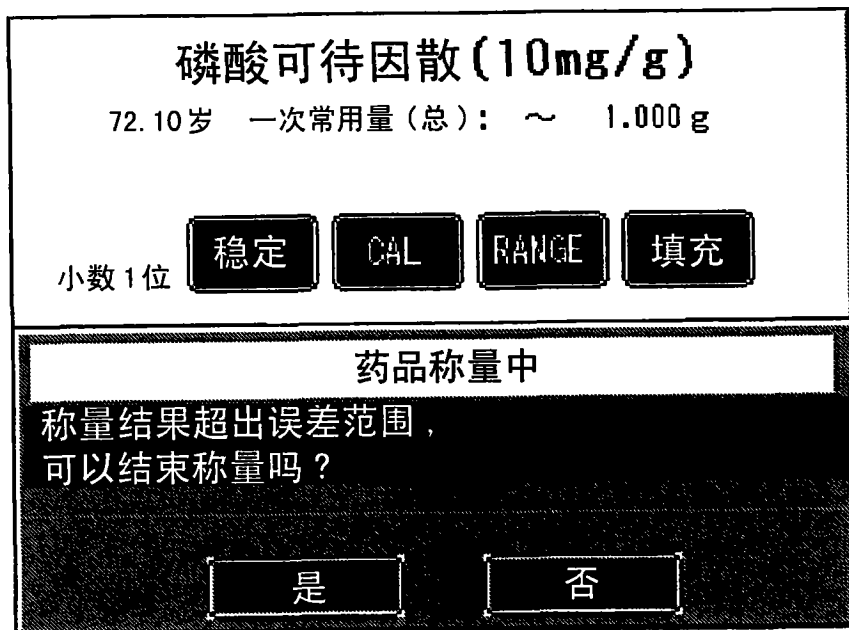 磷酸可待因散(10mg/g)
72.10岁 一次常用量(总): ～ 1.000g
小数1位 稳定 CAL RANGE 填充
药品称量中
称量结果超出误差范围,
可以结束称量吗?
是 否